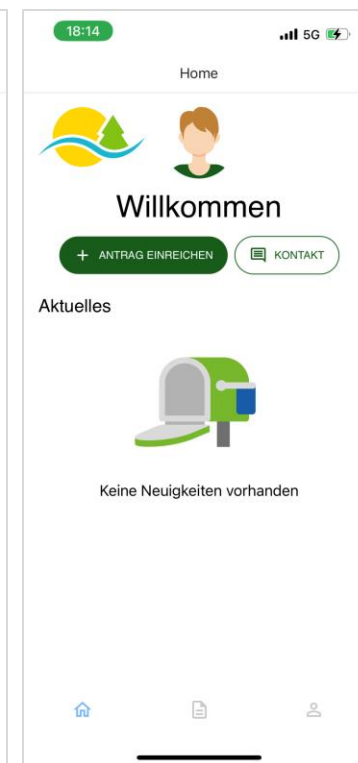 18:14
5G
Home
Willkommen
+ ANTRAG EINREICHEN
KONTAKT
Aktuelles
Keine Neuigkeiten vorhanden